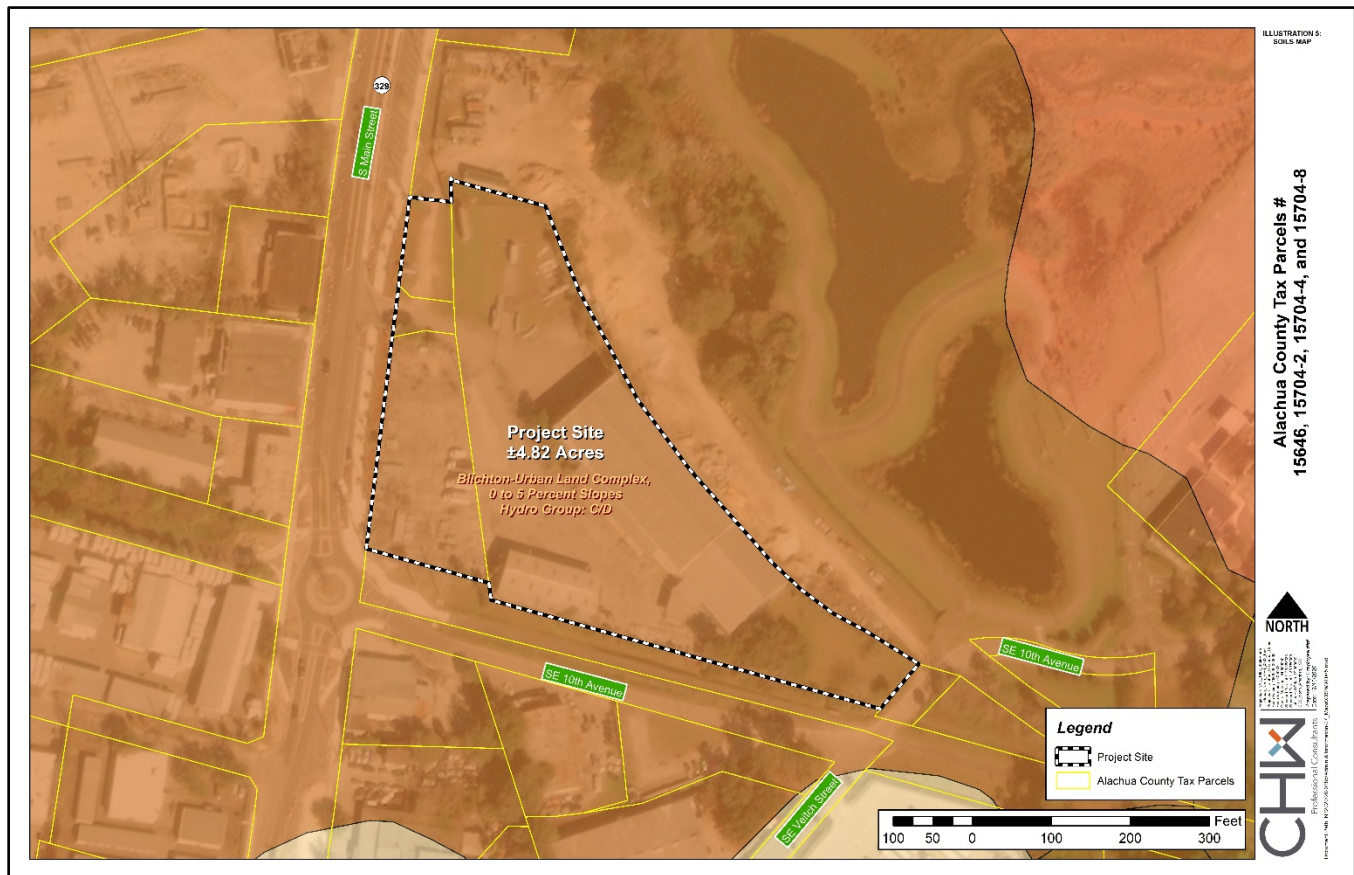 ILLUSTRATION 5:
SOILS MAP
329
S Main Street
Alachua County Tax Parcels #
15646, 15704-2, 15704-4, and 15704-8
Project Site
±4.82 Acres
Blichton-Urban Land Complex,
0 to 5 Percent Slopes
Hydro Group: C/D
NORTH
SE 10th Avenue
SE 10th Avenue
SE Veitch Street
Legend
Project Site
Alachua County Tax Parcels
Feet
100 50 0 100 200 300
CHW
Professional Consultants